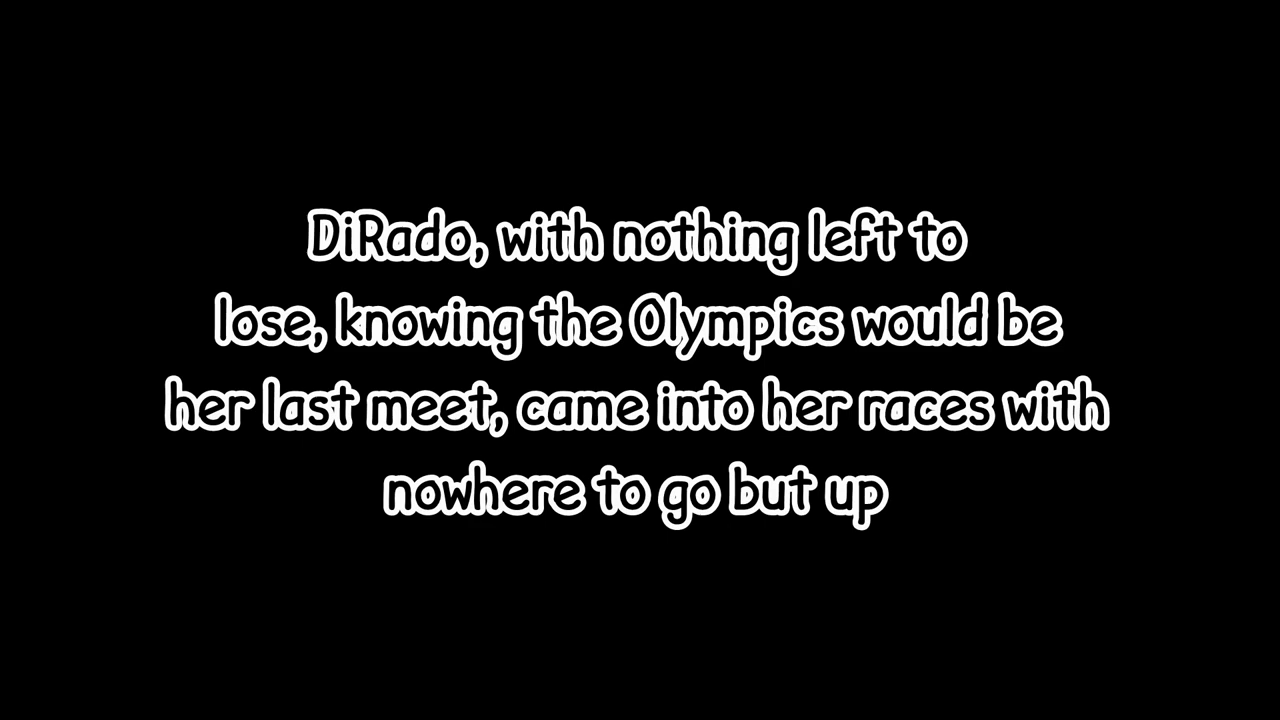 DiRado, with nothing left to
lose, knowing the Olympics would be
her last meet, came into her races with
nowhere to go but up